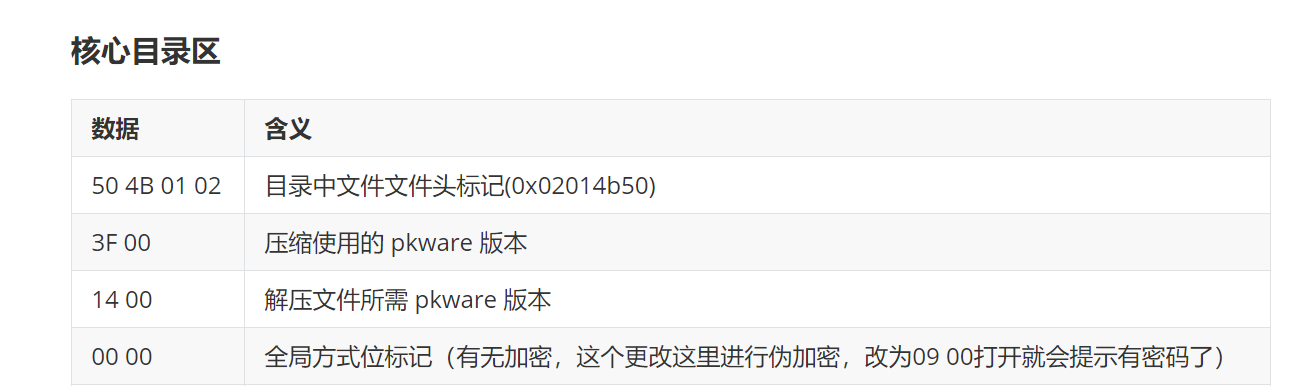 核心目录区
数据 含义
50 4B 01 02 目录中文件文件头标记(0x02014b50)
3F 00 压缩使用的 pkware 版本
14 00 解压文件所需 pkware 版本
00 00 全局方式位标记（有无加密，这个更改这里进行伪加密，改为09 00打开就会提示有密码了）